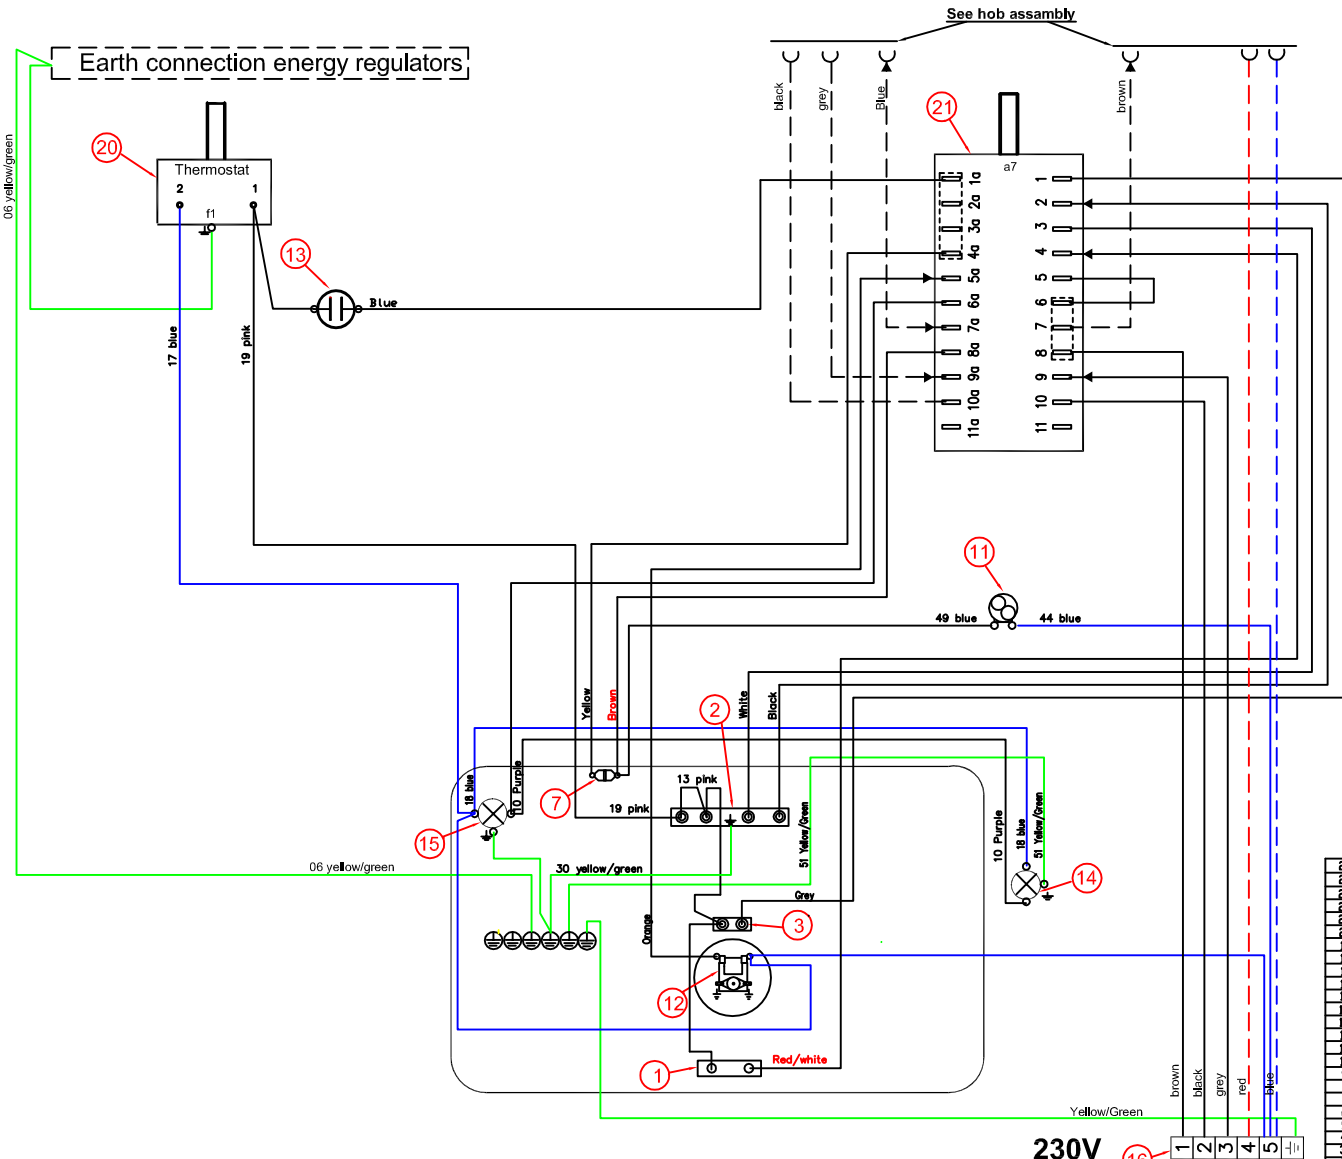 See hob assambly
Earth connection energy regulators
black
grey
Blue
brown
21
20
06 yellow/green
Thermostat
2 1
f1
a7
1a 1
2a 2
3a 3
4a 4
5a 5
6a 6
7a 7
8a 8
9a 9
10a 10
11a 11
13
Blue
17 blue
19 pink
11
49 blue
44 blue
Yellow
Brown
2
White
Black
18 blue
10 Purple
7
13 pink
19 pink
15
51 Yellow/Green
10 Purple
18 blue
51 Yellow/Green
06 yellow/green
30 yellow/green
14
Grey
3
Orange
12
Red/white
1
brown
black
grey
red
blue
Yellow/Green
230V
16
1 2 3 4 5